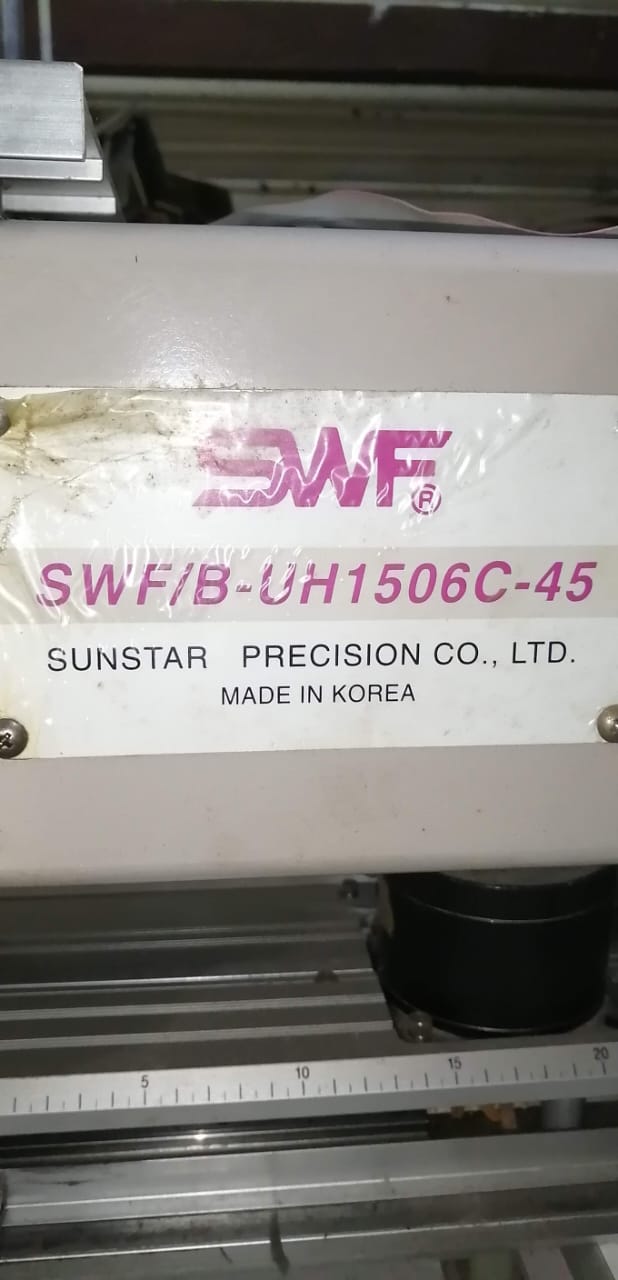 SWF®
SWF/B-UH1506C-45
SUNSTAR PRECISION CO., LTD.
MADE IN KOREA
5 10 15 20